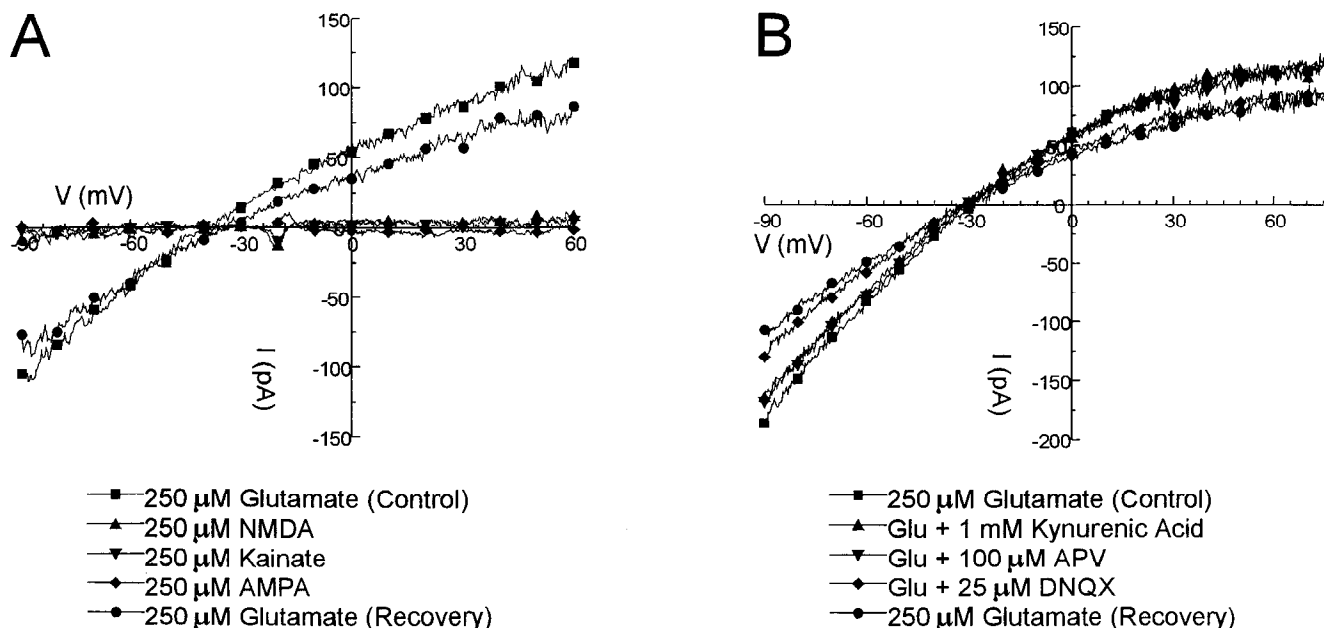 A
150
100
50
V (mV)
0
-90
-60
-30
0
30
60
-50
-100
-150
I (pA)
250 μM Glutamate (Control)
250 μM NMDA
250 μM Kainate
250 μM AMPA
250 μM Glutamate (Recovery)
B
150
100
50
0
-90
-60
-30
0
30
60
V (mV)
-50
-100
-150
-200
I (pA)
250 μM Glutamate (Control)
Glu + 1 mM Kynurenic Acid
Glu + 100 μM APV
Glu + 25 μM DNQX
250 μM Glutamate (Recovery)